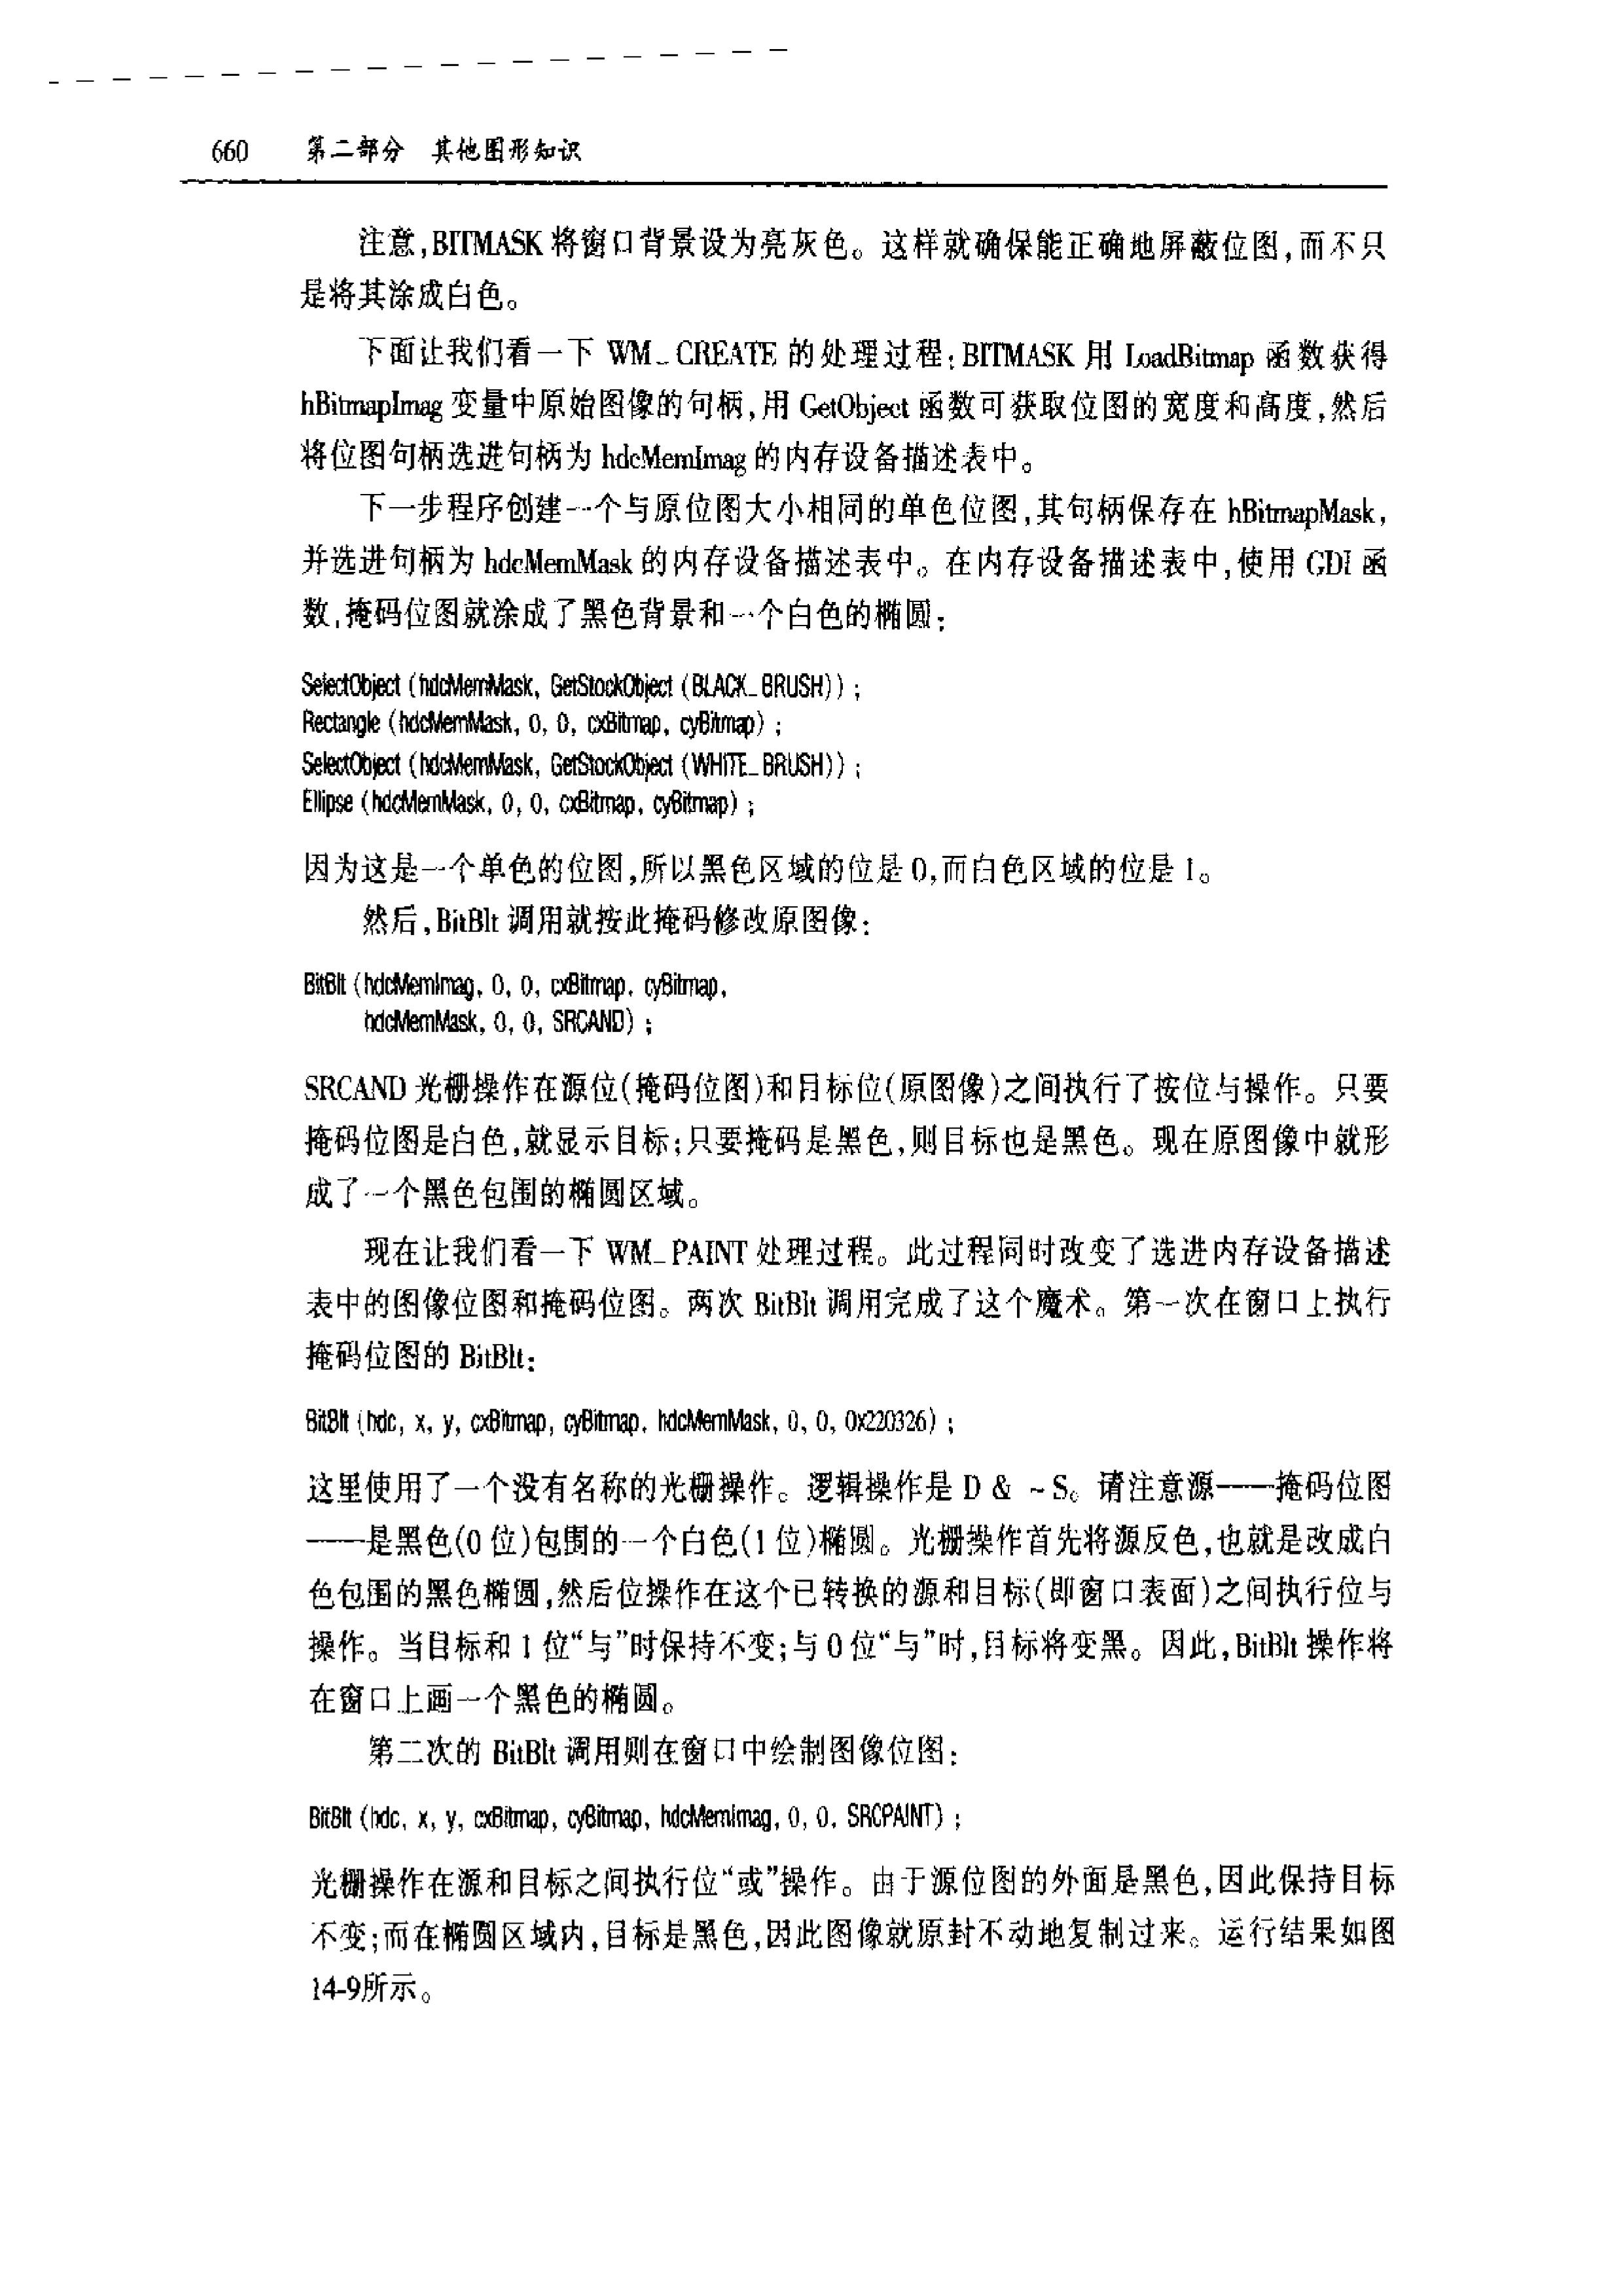 660 第二部分 其他图形知识
注意,BITMASK 将窗口背景设为亮灰色。这样就确保能正确地屏蔽位图,而不只
是将其涂成白色。
下面让我们看一下 WM_CREATE 的处理过程:BITMASK 用 LoadBitmap 函数获得
hBitmapImag 变量中原始图像的句柄,用 GetObject 函数可获取位图的宽度和高度,然后
将位图句柄选进句柄为 hdcMemImag 的内存设备描述表中。
下一步程序创建一个与原位图大小相同的单色位图,其句柄保存在 hBitmapMask,
并选进句柄为 hdcMemMask 的内存设备描述表中。在内存设备描述表中,使用 GDI 函
数,掩码位图就涂成了黑色背景和一个白色的椭圆:
SelectObject (hdcMemMask, GetStockObject (BLACK_BRUSH)) ;
Rectangle (hdcMemMask, 0, 0, cxBitmap, cyBitmap) ;
SelectObject (hdcMemMask, GetStockObject (WHITE_BRUSH)) ;
Ellipse (hdcMemMask, 0, 0, cxBitmap, cyBitmap) ;
因为这是一个单色的位图,所以黑色区域的位是 0,而白色区域的位是 1。
然后,BitBlt 调用就按此掩码修改原图像:
BitBlt (hdcMemImag, 0, 0, cxBitmap, cyBitmap,
hdcMemMask, 0, 0, SRCAND) ;
SRCAND 光栅操作在源位(掩码位图)和目标位(原图像)之间执行了按位与操作。只要
掩码位图是白色,就显示目标;只要掩码是黑色,则目标也是黑色。现在原图像中就形
成了一个黑色包围的椭圆区域。
现在让我们看一下 WM_PAINT 处理过程。此过程同时改变了选进内存设备描述
表中的图像位图和掩码位图。两次 BitBlt 调用完成了这个魔术。第一次在窗口上执行
掩码位图的 BitBlt:
BitBlt (hdc, x, y, cxBitmap, cyBitmap, hdcMemMask, 0, 0, 0x220326) ;
这里使用了一个没有名称的光栅操作。逻辑操作是 D & ~S。请注意源——掩码位图
——是黑色(0 位)包围的一个白色(1 位)椭圆。光栅操作首先将源反色,也就是改成白
色包围的黑色椭圆,然后位操作在这个已转换的源和目标(即窗口表面)之间执行位与
操作。当目标和 1 位“与”时保持不变;与 0 位“与”时,目标将变黑。因此,BitBlt 操作将
在窗口上画一个黑色的椭圆。
第二次的 BitBlt 调用则在窗口中绘制图像位图:
BitBlt (hdc, x, y, cxBitmap, cyBitmap, hdcMemImag, 0, 0, SRCPAINT) ;
光栅操作在源和目标之间执行位“或”操作。由于源位图的外面是黑色,因此保持目标
不变;而在椭圆区域内,目标是黑色,因此图像就原封不动地复制过来。运行结果如图
14-9所示。